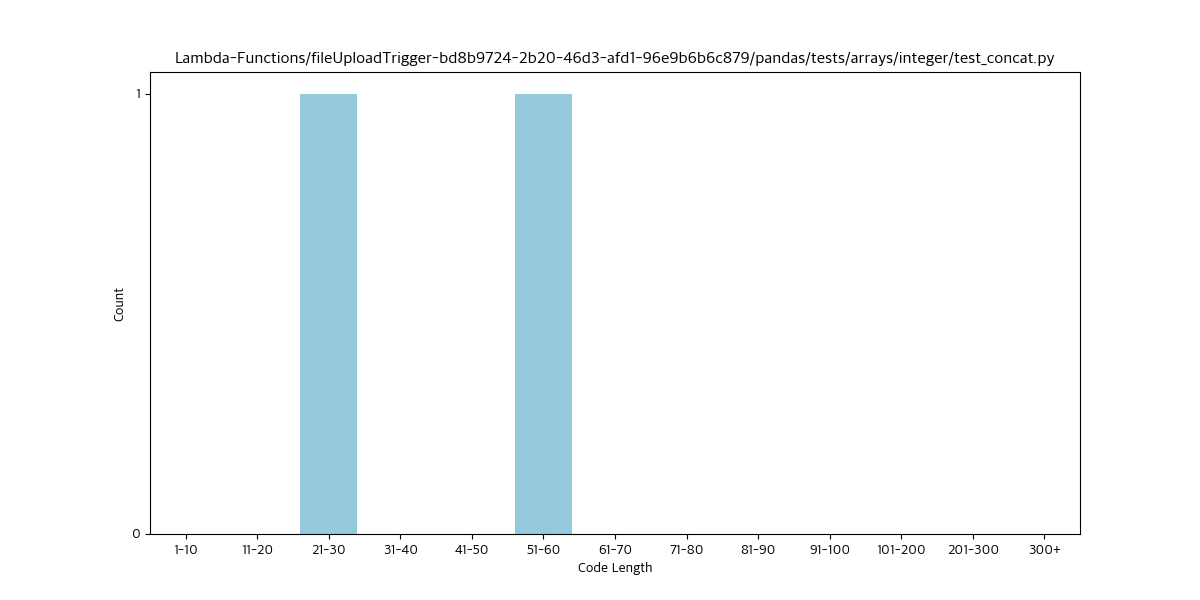 Lambda-Functions/fileUploadTrigger-bd8b9724-2b20-46d3-afd1-96e9b6b6c879/pandas/tests/arrays/integer/test_concat.py
1
Count
0
1-10 11-20 21-30 31-40 41-50 51-60 61-70 71-80 81-90 91-100 101-200 201-300 300+
Code Length